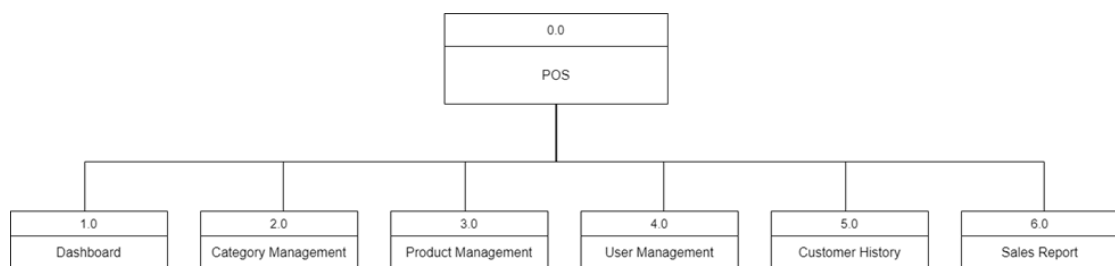 0.0
POS
1.0
Dashboard
2.0
Category Management
3.0
Product Management
4.0
User Management
5.0
Customer History
6.0
Sales Report